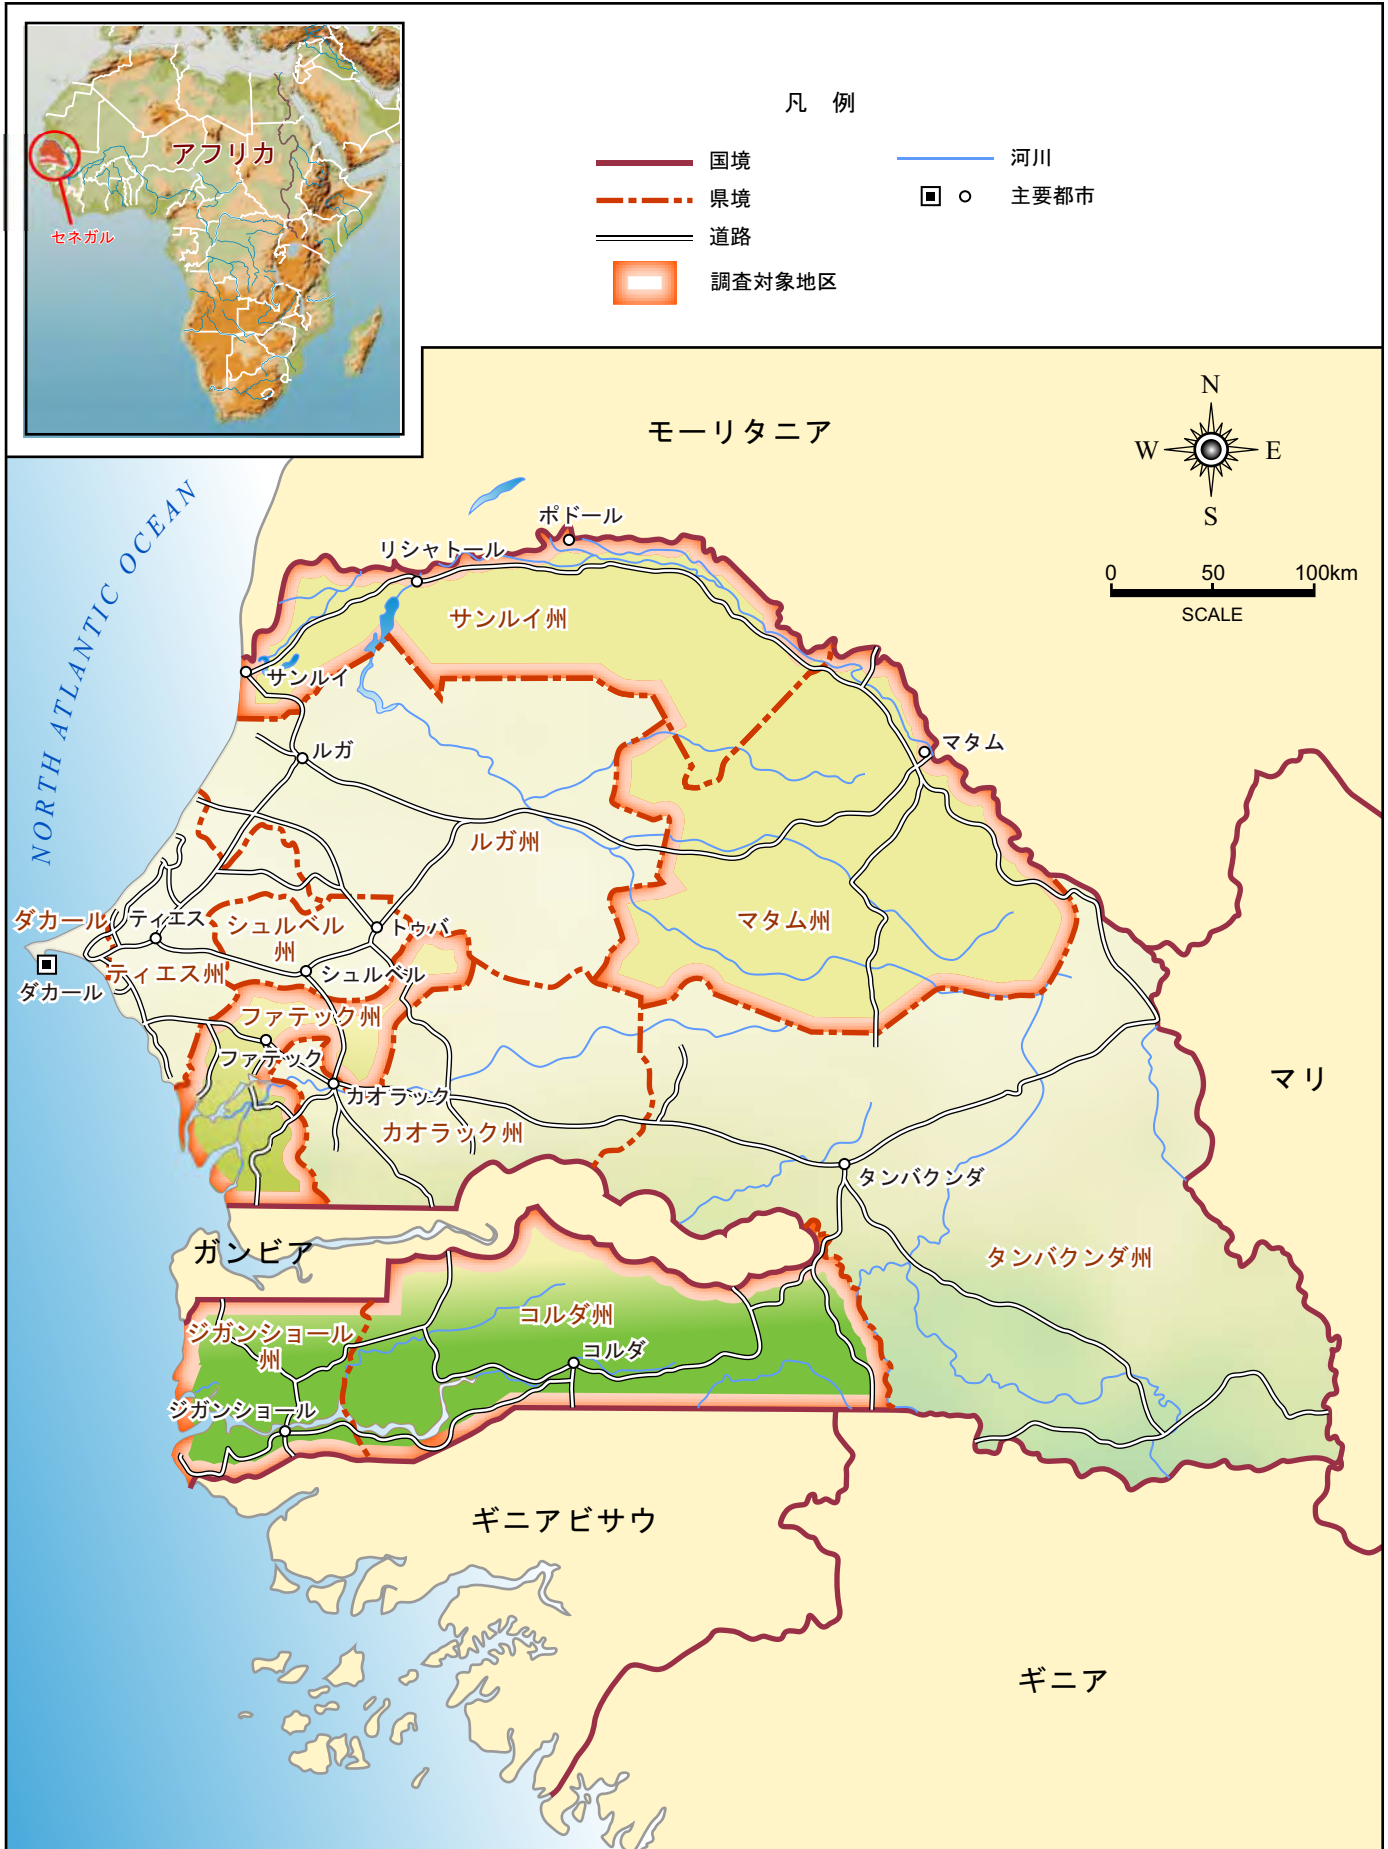 アフリカ
セネガル
凡　例
国境
河川
県境
主要都市
道路
調査対象地区
N
W
E
S
0
50
100km
SCALE
モーリタニア
NORTH ATLANTIC OCEAN
ポドール
リシャトール
サンルイ州
サンルイ
マタム
ルガ
ルガ州
マタム州
ダカール
ティエス
シュルベル
州
トゥバ
ティエス州
シュルベル
ダカール
ファテック州
ファテック
カオラック
カオラック州
マリ
タンバクンダ
タンバクンダ州
ガンビア
コルダ州
ジガンショール
州
コルダ
ジガンショール
ギニアビサウ
ギニア